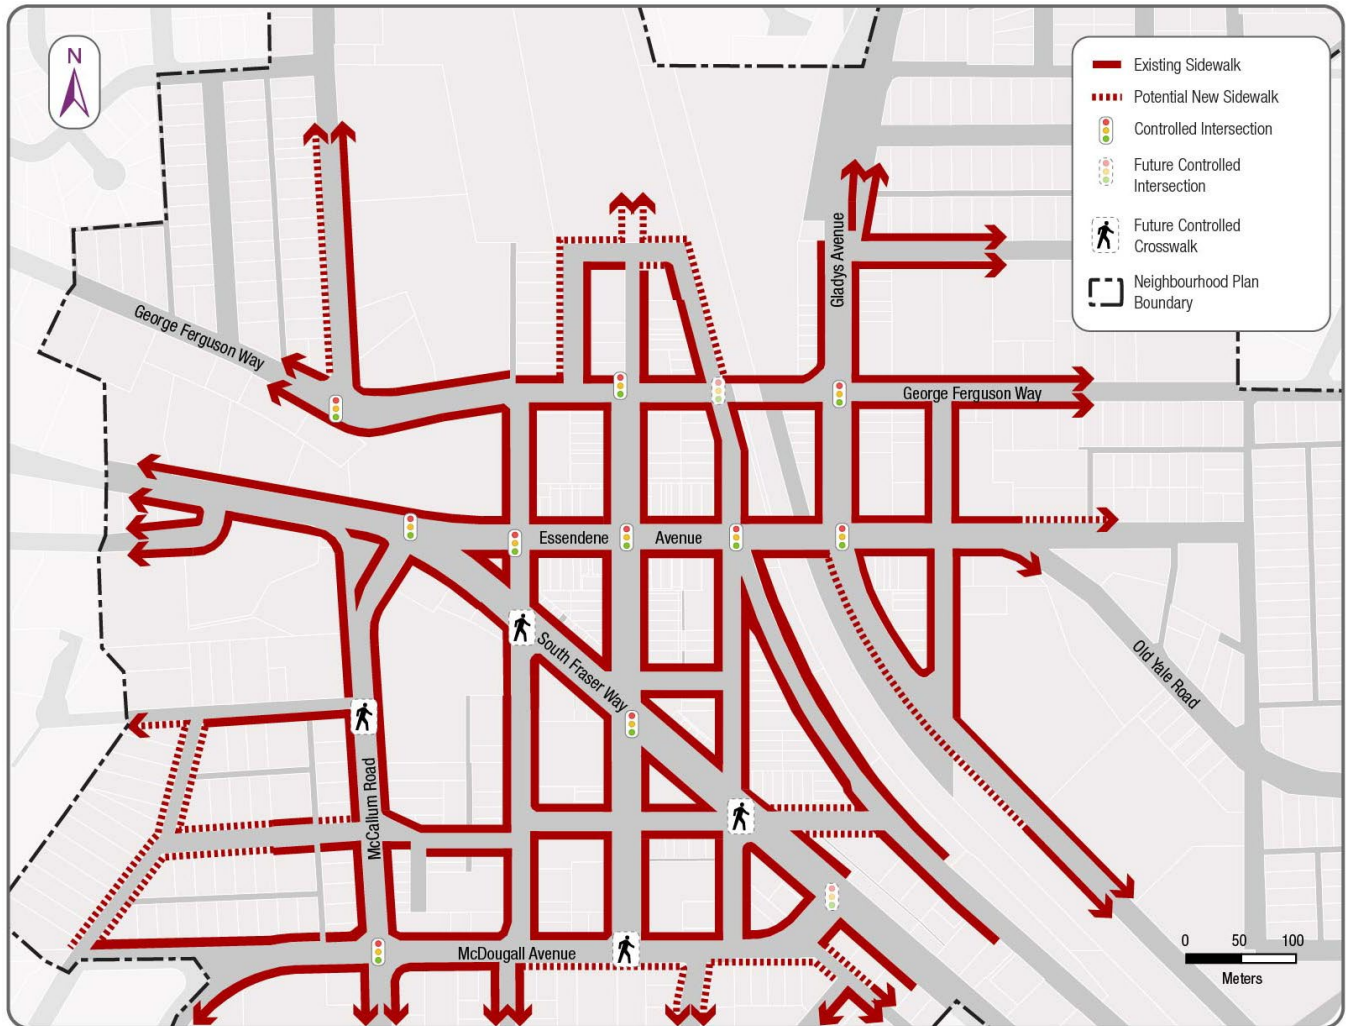 N
Existing Sidewalk
Potential New Sidewalk
Controlled Intersection
Future Controlled
Intersection
Future Controlled
Crosswalk
Neighbourhood Plan
Boundary
Gladys Avenue
George Ferguson Way
George Ferguson Way
Essendene Avenue
South Fraser Way
Old Yale Road
McCallum Road
McDougall Avenue
0 50 100
Meters